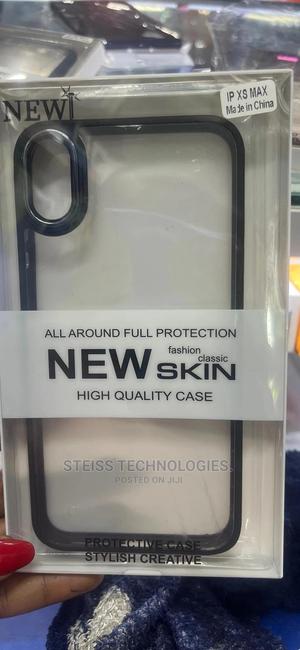 NEW
IP XS MAX
Made in China
ALL AROUND FULL PROTECTION
NEW fashion classic SKIN
HIGH QUALITY CASE
STEISS TECHNOLOGIES.
POSTED ON JIJI
PROTECTIVE CASE
STYLISH CREATIVE